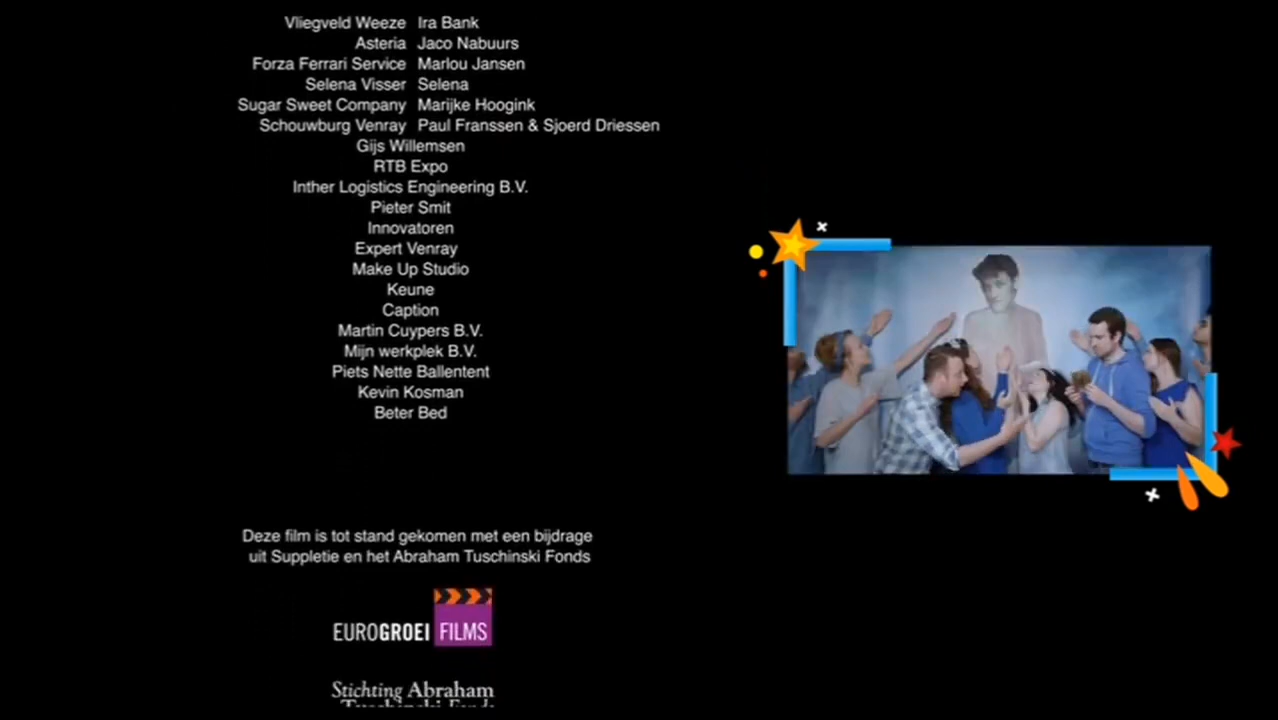 Vliegveld Weeze Ira Bank
Asteria Jaco Nabuurs
Forza Ferrari Service Marlou Jansen
Selena Visser Selena
Sugar Sweet Company Marijke Hoogink
Schouwburg Venray Paul Franssen & Sjoerd Driessen
Gijs Willemsen
RTB Expo
Inther Logistics Engineering B.V.
Pieter Smit
Innovatoren
Expert Venray
Make Up Studio
Keune
Caption
Martin Cuypers B.V.
Mijn werkplek B.V.
Piets Nette Ballentent
Kevin Kosman
Beter Bed
Deze film is tot stand gekomen met een bijdrage
uit Suppletie en het Abraham Tuschinski Fonds
EUROGROEI FILMS
Stichting Abraham
Tuschinski Fonds